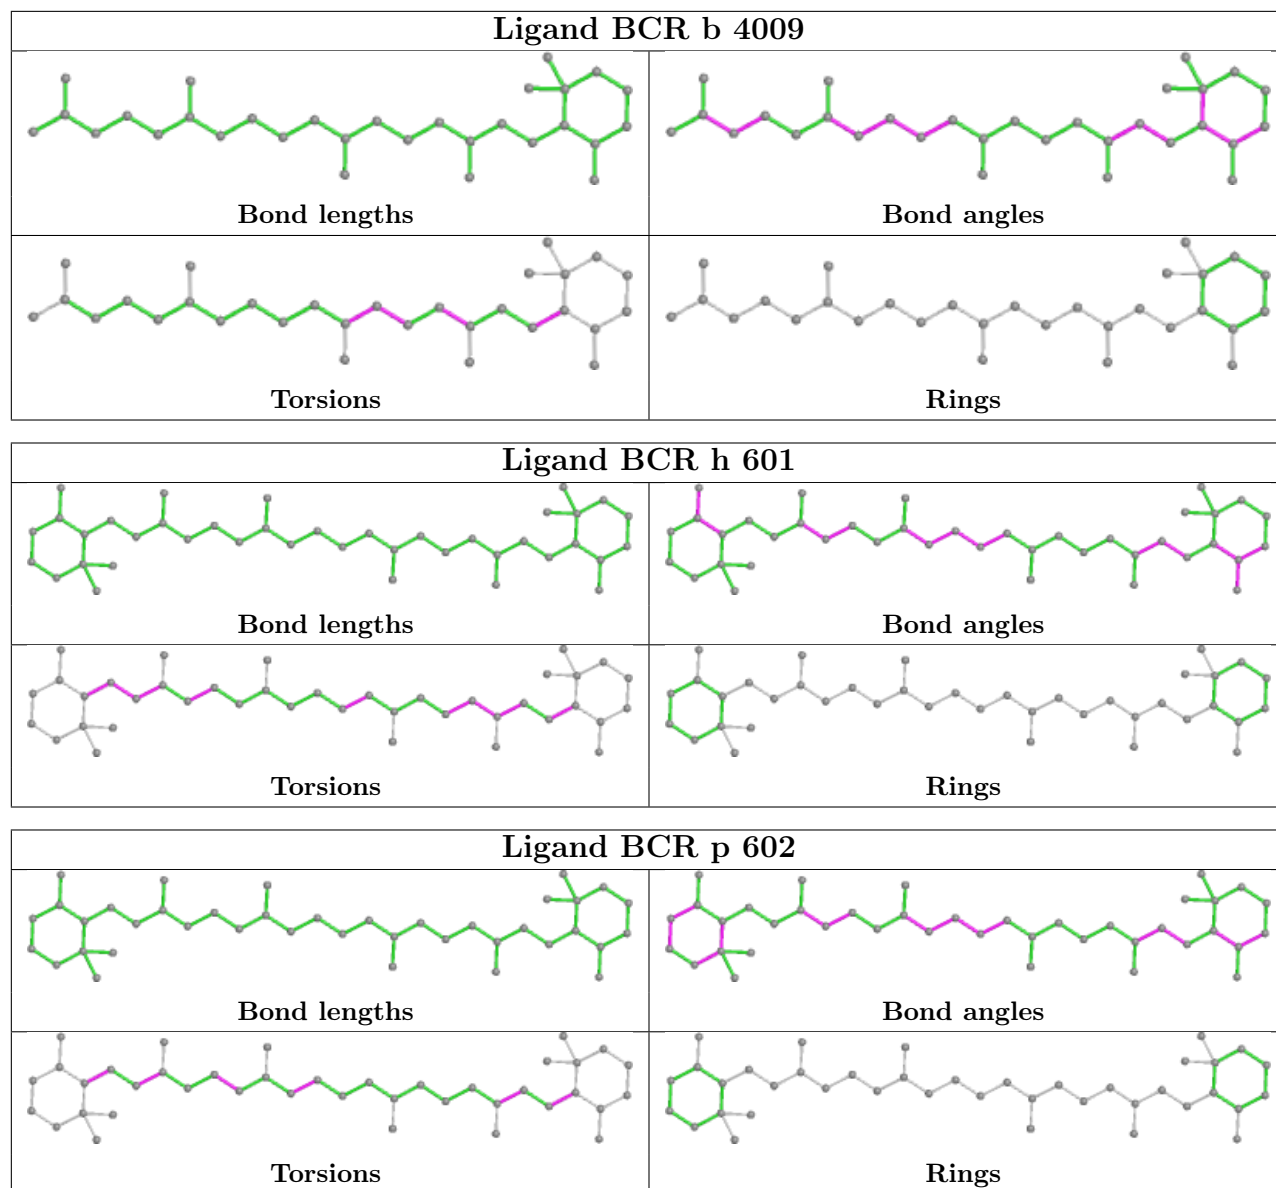 Ligand BCR b 4009
Bond lengths
Bond angles
Torsions
Rings
Ligand BCR h 601
Bond lengths
Bond angles
Torsions
Rings
Ligand BCR p 602
Bond lengths
Bond angles
Torsions
Rings